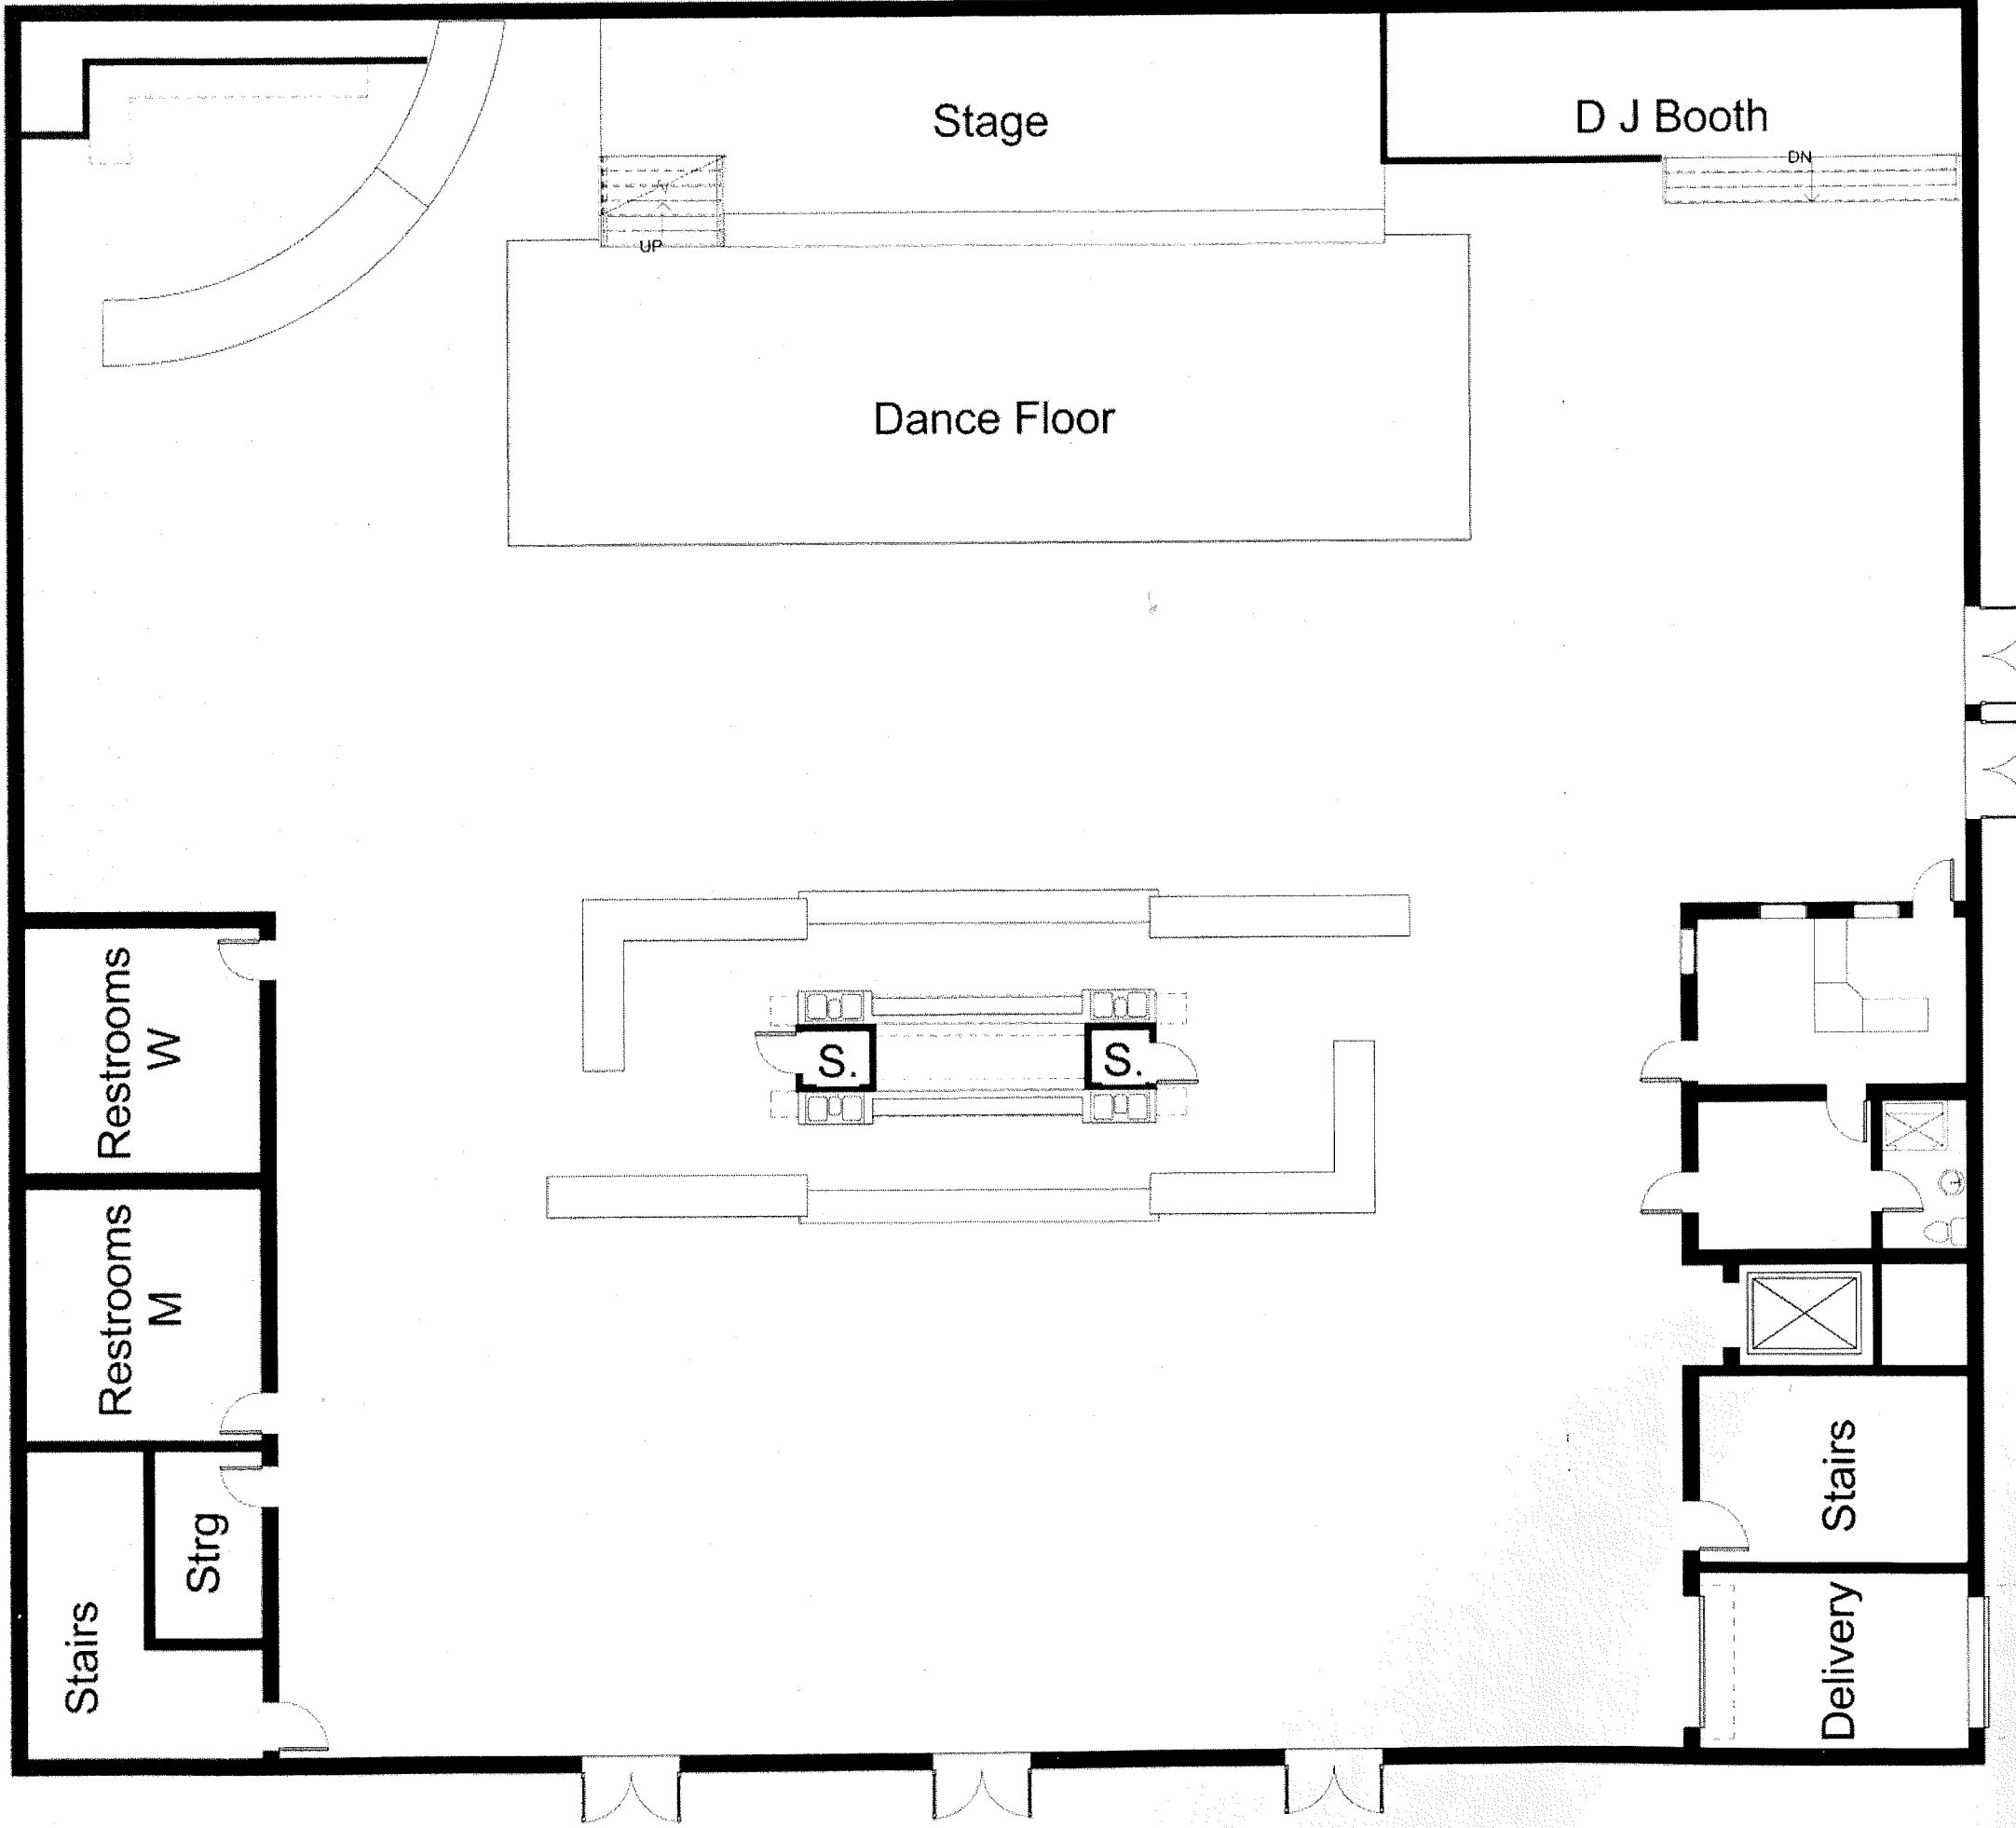 Stage
D J Booth
DN
UP
Dance Floor
Restrooms
W
S.
S.
Restrooms
M
Strg
Stairs
Stairs
Delivery